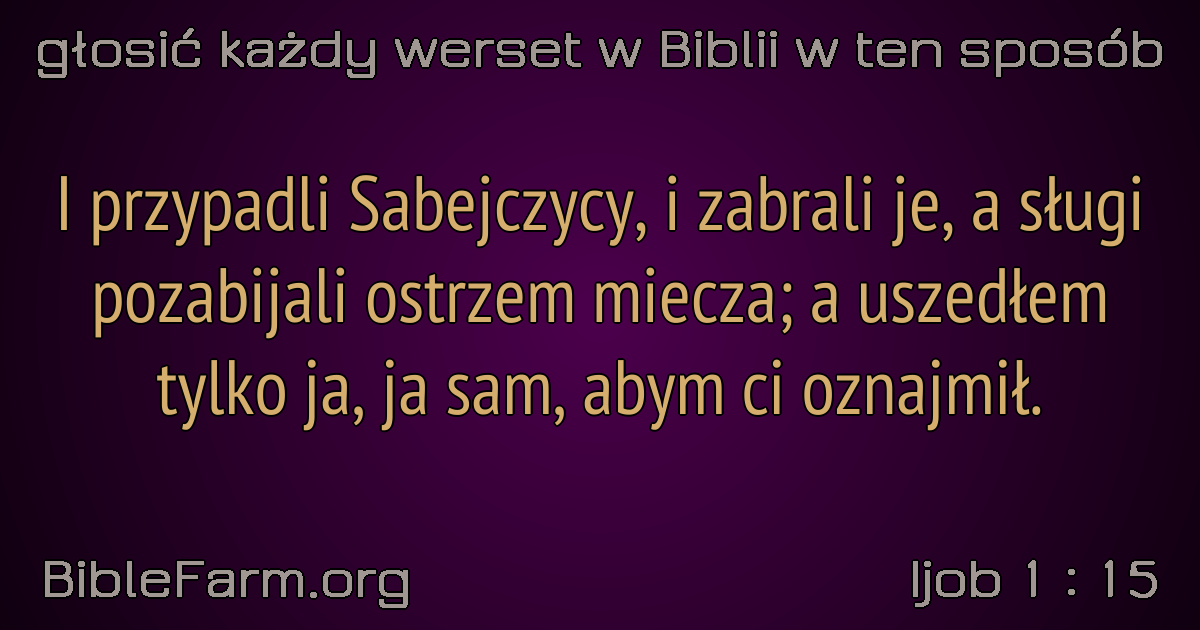 głosić każdy werset w Biblii w ten sposób
I przypadli Sabejczycy, i zabrali je, a sługi
pozabijali ostrzem miecza; a uszedłem
tylko ja, ja sam, abym ci oznajmił.
BibleFarm.org
Ijob 1 : 15